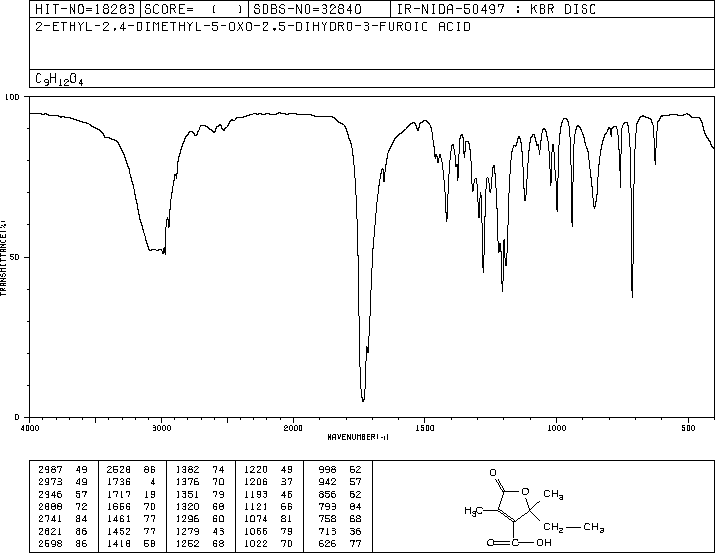 HIT-NO=18283 SCORE= (   ) SDBS-NO=32840 IR-NIDA-50497 : KBR DISC
2-ETHYL-2,4-DIMETHYL-5-OXO-2,5-DIHYDRO-3-FUROIC ACID
C9H12O4
100
50
0
TRANSMITTANCE(%)
4000 3000 2000 1500 1000 500
WAVENUMBER(-1)
2987 49 2528 86 1382 74 1220 49 998 62
2973 49 1736 4 1376 70 1206 37 942 57
2946 57 1717 19 1351 79 1193 46 856 62
2888 72 1656 70 1320 68 1121 66 793 84
2741 84 1461 77 1296 60 1074 81 758 68
2621 86 1452 77 1279 43 1066 79 713 36
2598 86 1418 58 1252 68 1022 70 626 77
O
O CH3
CH3
CH2 CH3
O C OH